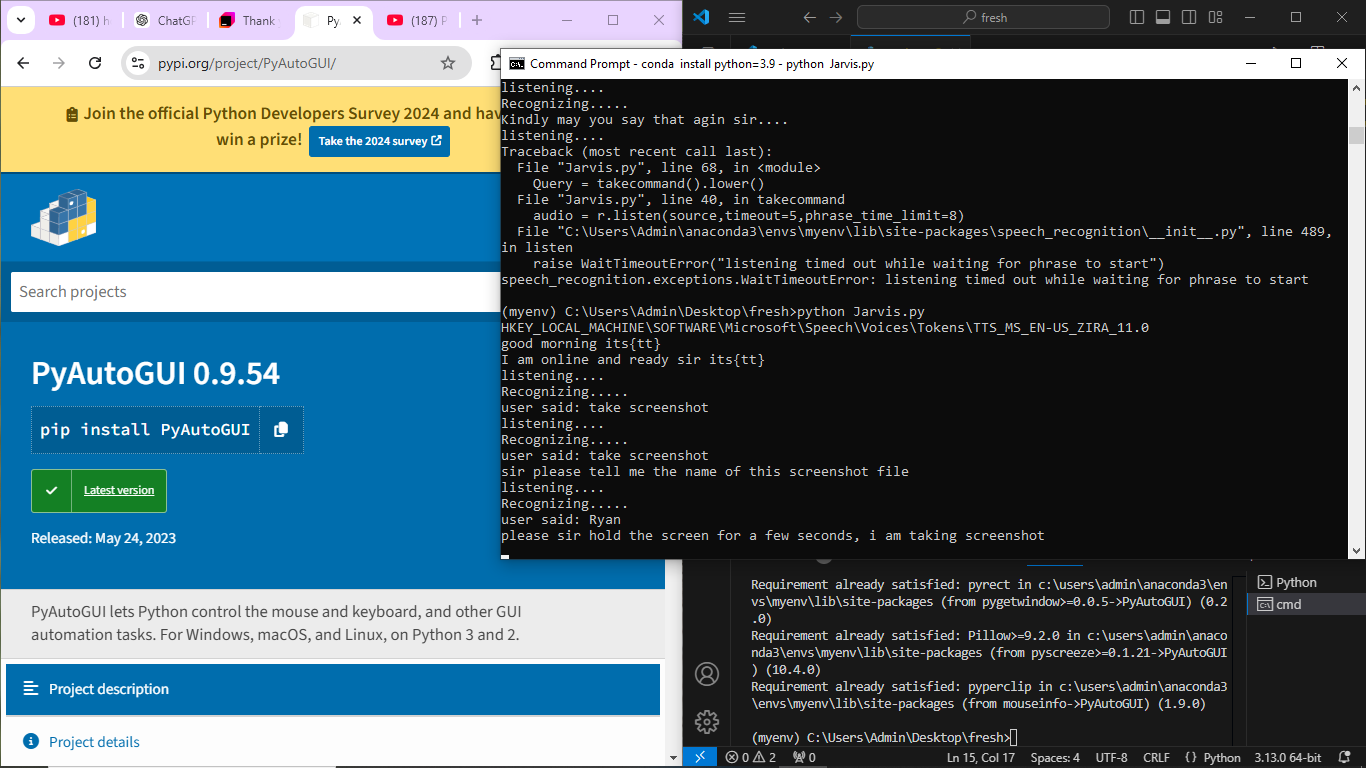 (181) h
ChatGP
Thank
Py
(187) P
pypi.org/project/PyAutoGUI/
Join the official Python Developers Survey 2024 and hav
win a prize! Take the 2024 survey
Search projects
PyAutoGUI 0.9.54
pip install PyAutoGUI
Latest version
Released: May 24, 2023
PyAutoGUI lets Python control the mouse and keyboard, and other GUI
automation tasks. For Windows, macOS, and Linux, on Python 3 and 2.
Project description
Project details
fresh
Command Prompt - conda  install python=3.9 - python  Jarvis.py
listening....
Recognizing.....
Kindly may you say that agin sir....
listening....
Traceback (most recent call last):
  File "Jarvis.py", line 68, in <module>
    Query = takecommand().lower()
  File "Jarvis.py", line 40, in takecommand
    audio = r.listen(source,timeout=5,phrase_time_limit=8)
  File "C:\Users\Admin\anaconda3\envs\myenv\lib\site-packages\speech_recognition\__init__.py", line 489,
in listen
    raise WaitTimeoutError("listening timed out while waiting for phrase to start")
speech_recognition.exceptions.WaitTimeoutError: listening timed out while waiting for phrase to start
(myenv) C:\Users\Admin\Desktop\fresh>python Jarvis.py
HKEY_LOCAL_MACHINE\SOFTWARE\Microsoft\Speech\Voices\Tokens\TTS_MS_EN-US_ZIRA_11.0
good morning its{tt}
I am online and ready sir its{tt}
listening....
Recognizing.....
user said: take screenshot
listening....
Recognizing.....
user said: take screenshot
sir please tell me the name of this screenshot file
listening....
Recognizing.....
user said: Ryan
please sir hold the screen for a few seconds, i am taking screenshot
Requirement already satisfied: pyrect in c:\users\admin\anaconda3\en
vs\myenv\lib\site-packages (from pygetwindow>=0.0.5->PyAutoGUI) (0.2
.0)
Requirement already satisfied: Pillow>=9.2.0 in c:\users\admin\anaco
nda3\envs\myenv\lib\site-packages (from pyscreeze>=0.1.21->PyAutoGUI
) (10.4.0)
Requirement already satisfied: pyperclip in c:\users\admin\anaconda3
\envs\myenv\lib\site-packages (from mouseinfo->PyAutoGUI) (1.9.0)
(myenv) C:\Users\Admin\Desktop\fresh>
Python
cmd
0 2 0 Ln 15, Col 17 Spaces: 4 UTF-8 CRLF {} Python 3.13.0 64-bit